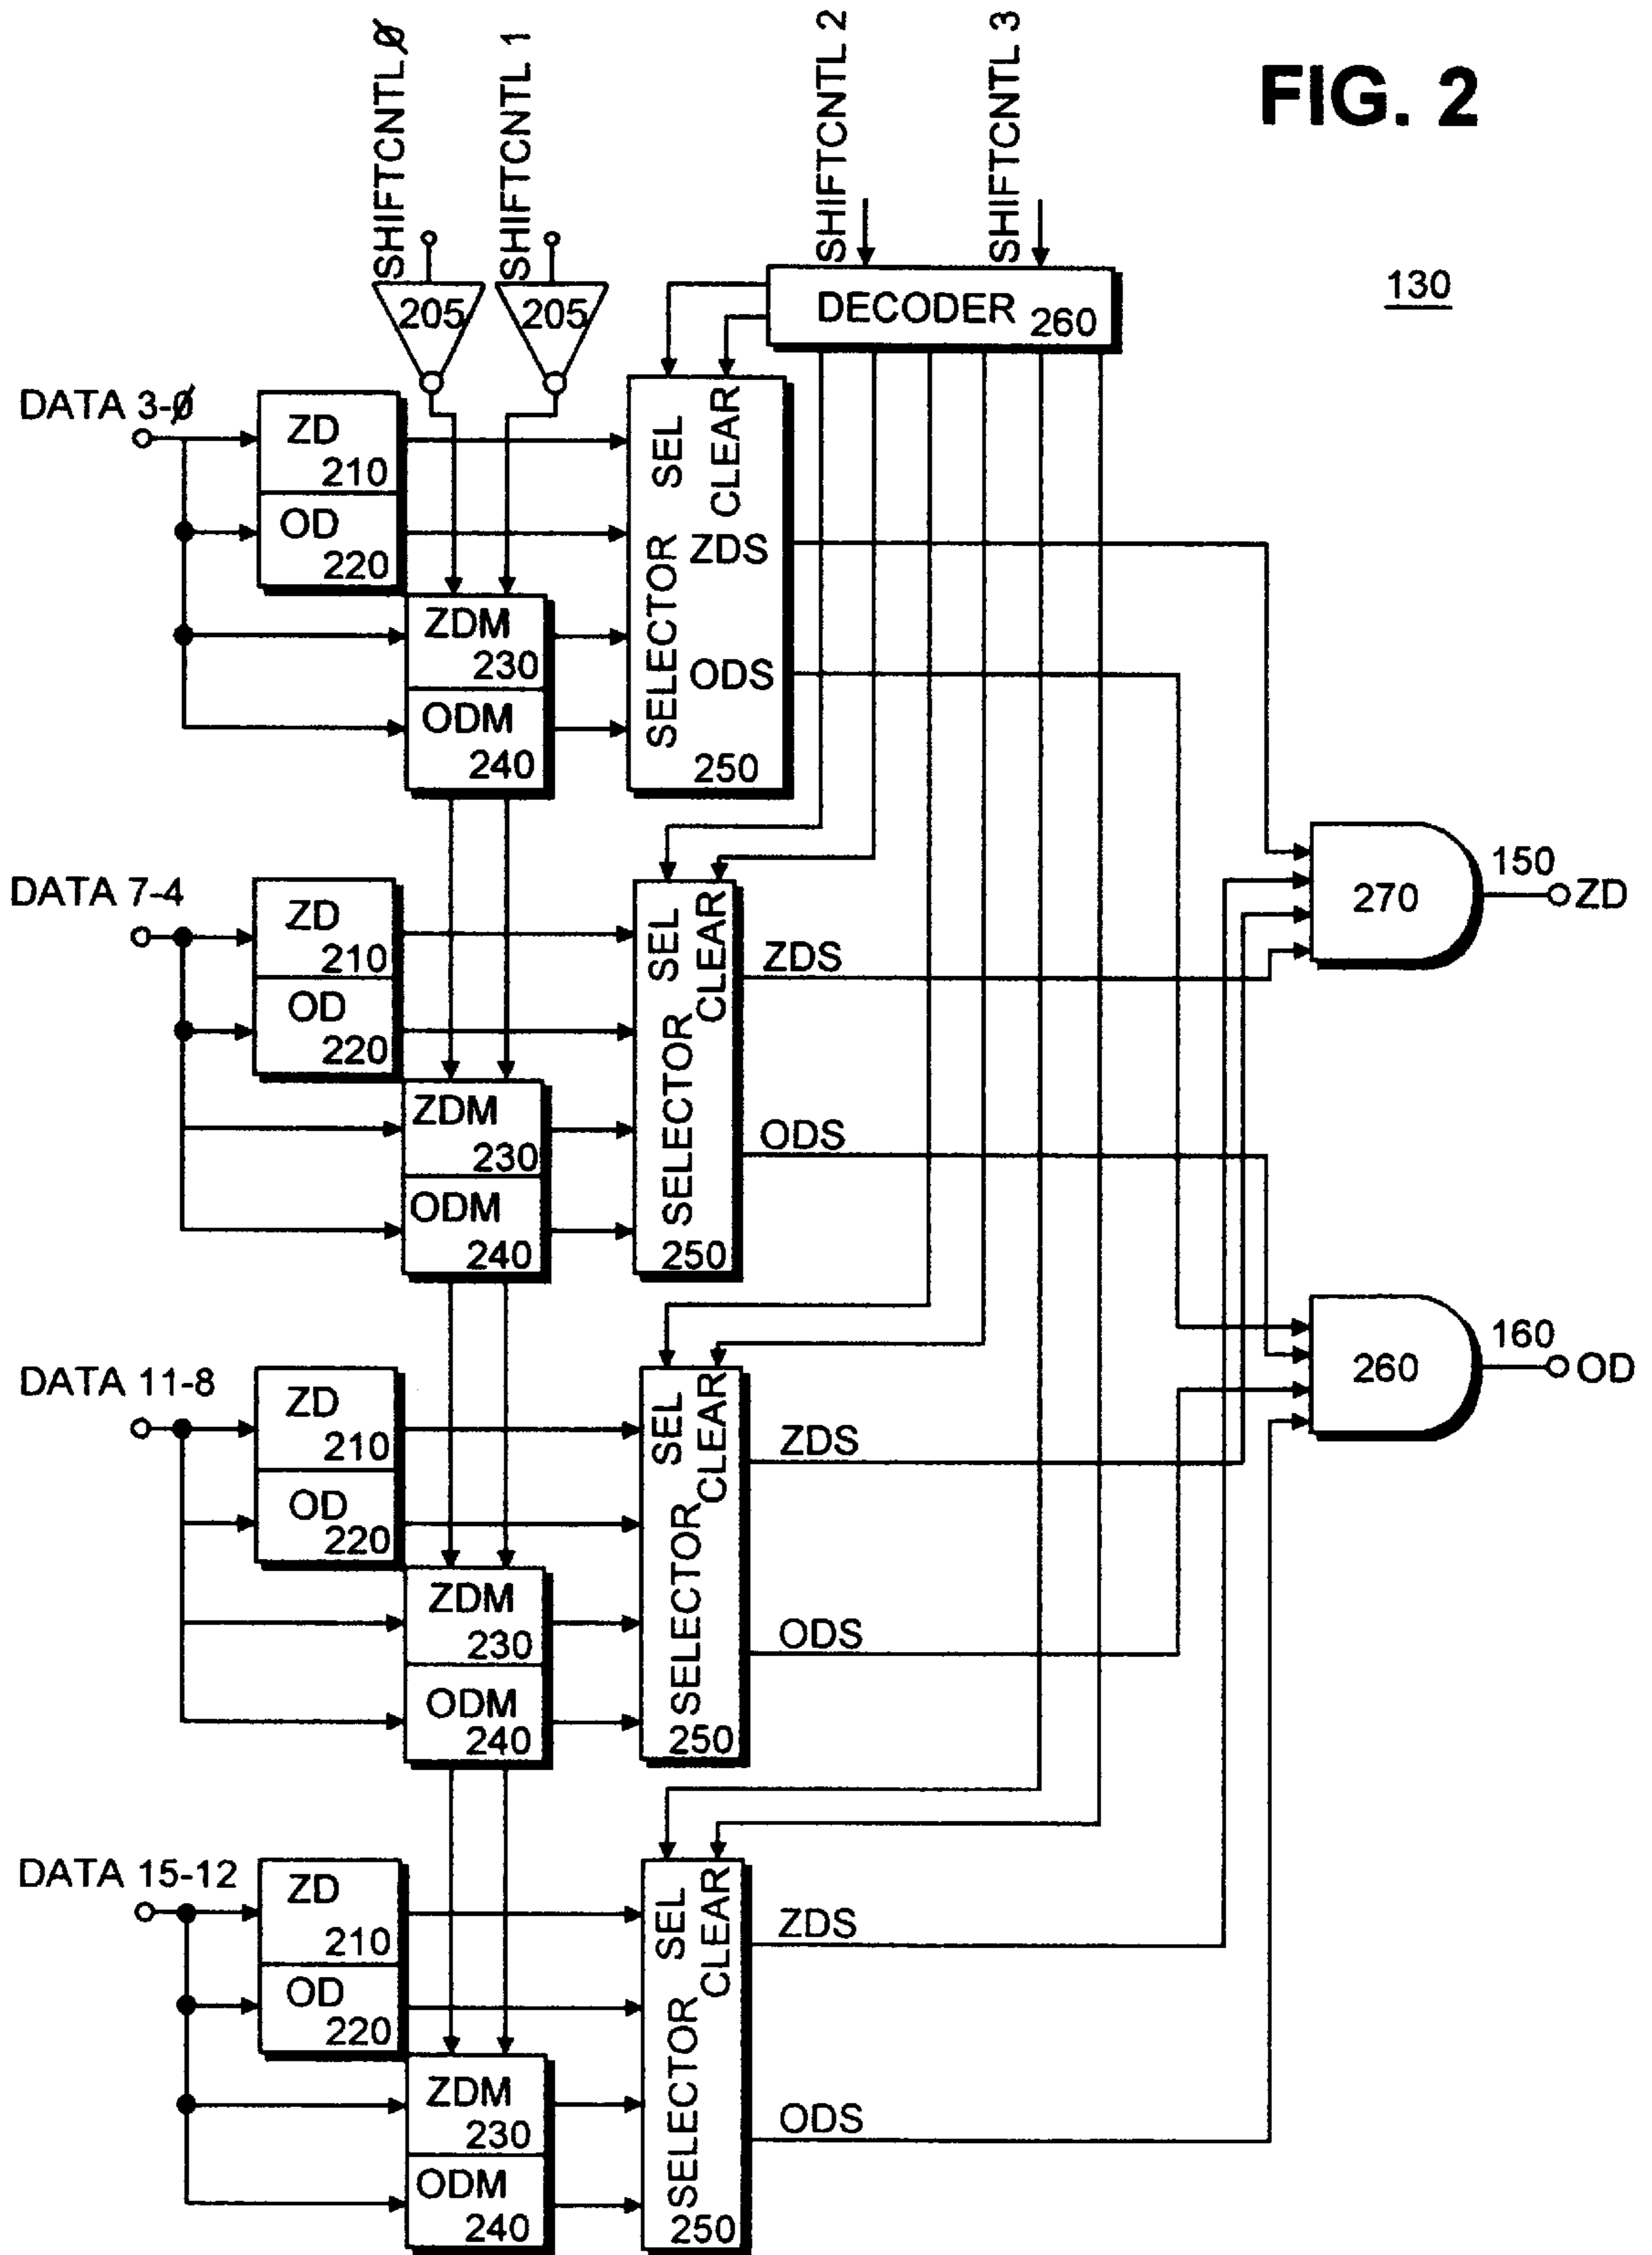 FIG. 2
130
SHIFTCNTL 0
SHIFTCNTL 1
SHIFTCNTL 2
SHIFTCNTL 3
205
205
DECODER 260
DATA 3-0
ZD
210
OD
220
ZDM
230
ODM
240
SEL
CLEAR
SELECTOR
ZDS
ODS
250
DATA 7-4
ZD
210
OD
220
ZDM
230
ODM
240
SEL
CLEAR
SELECTOR
250
ZDS
ODS
270
150
ZD
260
160
OD
DATA 11-8
ZD
210
OD
220
ZDM
230
ODM
240
SEL
CLEAR
SELECTOR
250
ZDS
ODS
DATA 15-12
ZD
210
OD
220
ZDM
230
ODM
240
SEL
CLEAR
SELECTOR
250
ZDS
ODS